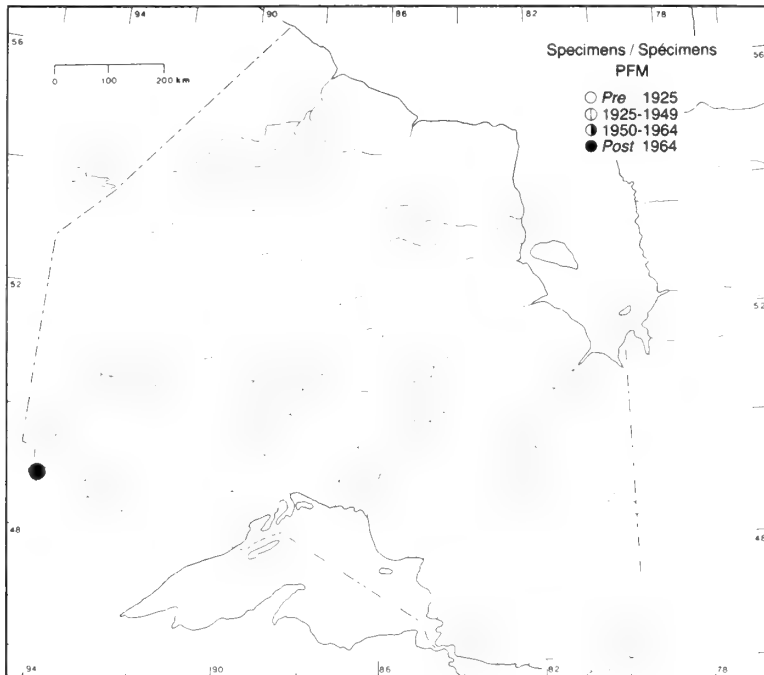 94 90 86 82 78
56 56
Specimens / Spécimens
PFM
0 100 200 km
Pre 1925
1925-1949
1950-1964
Post 1964
52 52
48 48
94 90 86 82 78